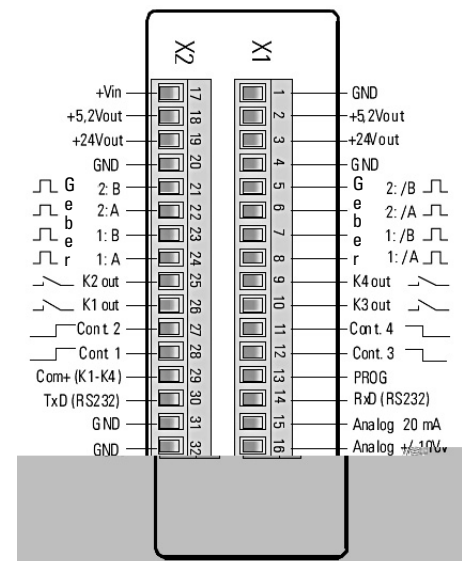 X2 X1
+Vin 17 1 GND
+5,2Vout 18 2 +5,2Vout
+24Vout 19 3 +24Vout
GND 20 4 GND
Geber 2: B 21 5 Geber 2: /B
2: A 22 6 2: /A
1: B 23 7 1: /B
1: A 24 8 1: /A
K2 out 25 9 K4 out
K1 out 26 10 K3 out
Cont. 2 27 11 Cont. 4
Cont 1 28 12 Cont. 3
Com+ (K1-K4) 29 13 PROG
TxD (RS232) 30 14 RxD (RS232)
GND 31 15 Analog 20 mA
GND 32 16 Analog +/- 10V